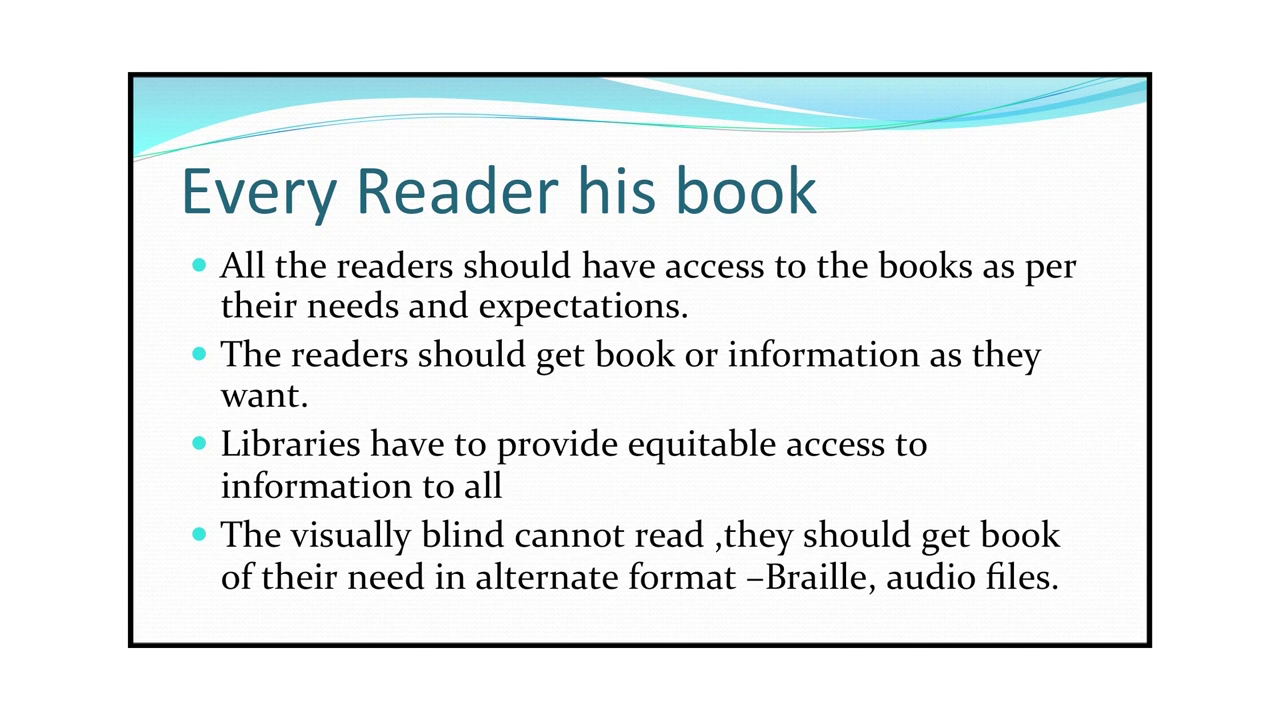 Every Reader his book
All the readers should have access to the books as per
their needs and expectations.
The readers should get book or information as they
want.
Libraries have to provide equitable access to
information to all
The visually blind cannot read ,they should get book
of their need in alternate format –Braille, audio files.